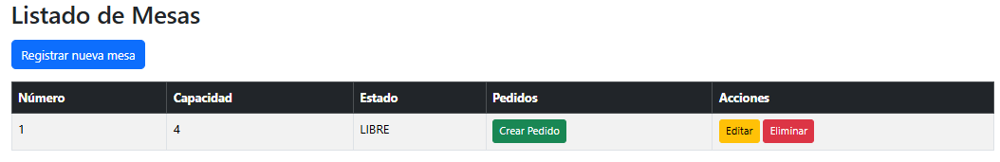 Listado de Mesas
Registrar nueva mesa
Número Capacidad Estado Pedidos Acciones
1 4 LIBRE Crear Pedido Editar Eliminar